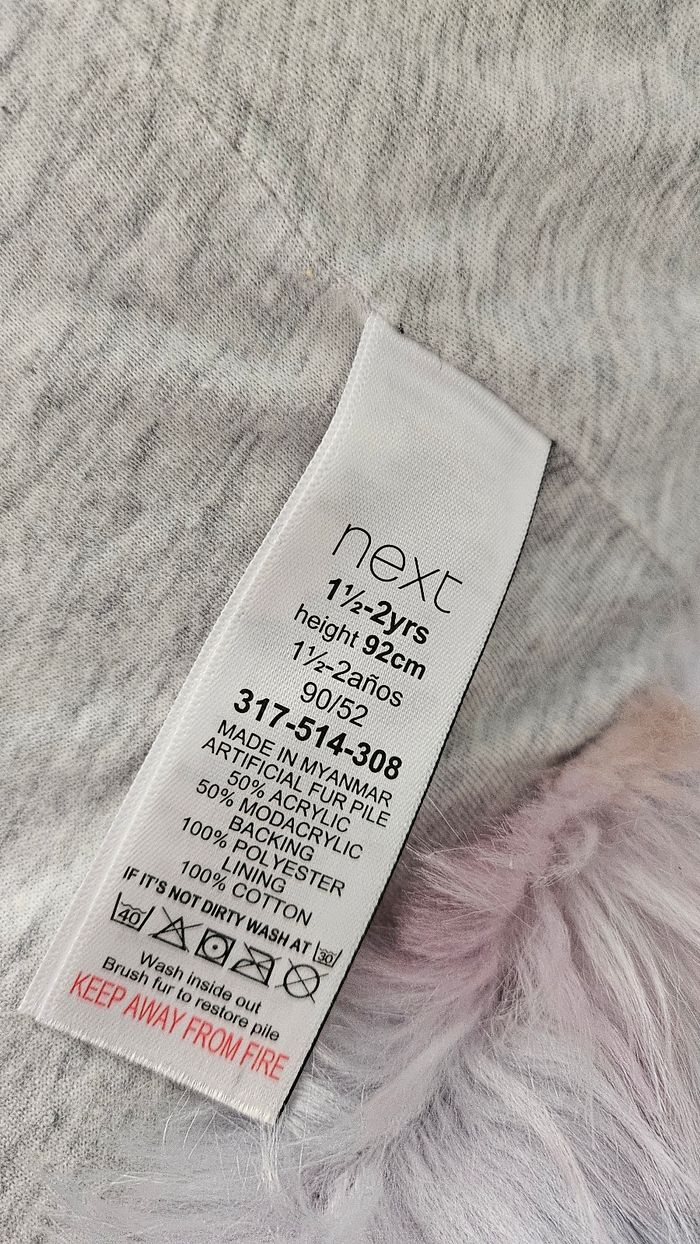 next
1½-2yrs
height 92cm
1½-2años
90/52
317-514-308
MADE IN MYANMAR
ARTIFICIAL FUR PILE
50% ACRYLIC
50% MODACRYLIC
BACKING
100% POLYESTER
LINING
100% COTTON
IF IT'S NOT DIRTY WASH AT 30
40
Wash inside out
Brush fur to restore pile
KEEP AWAY FROM FIRE